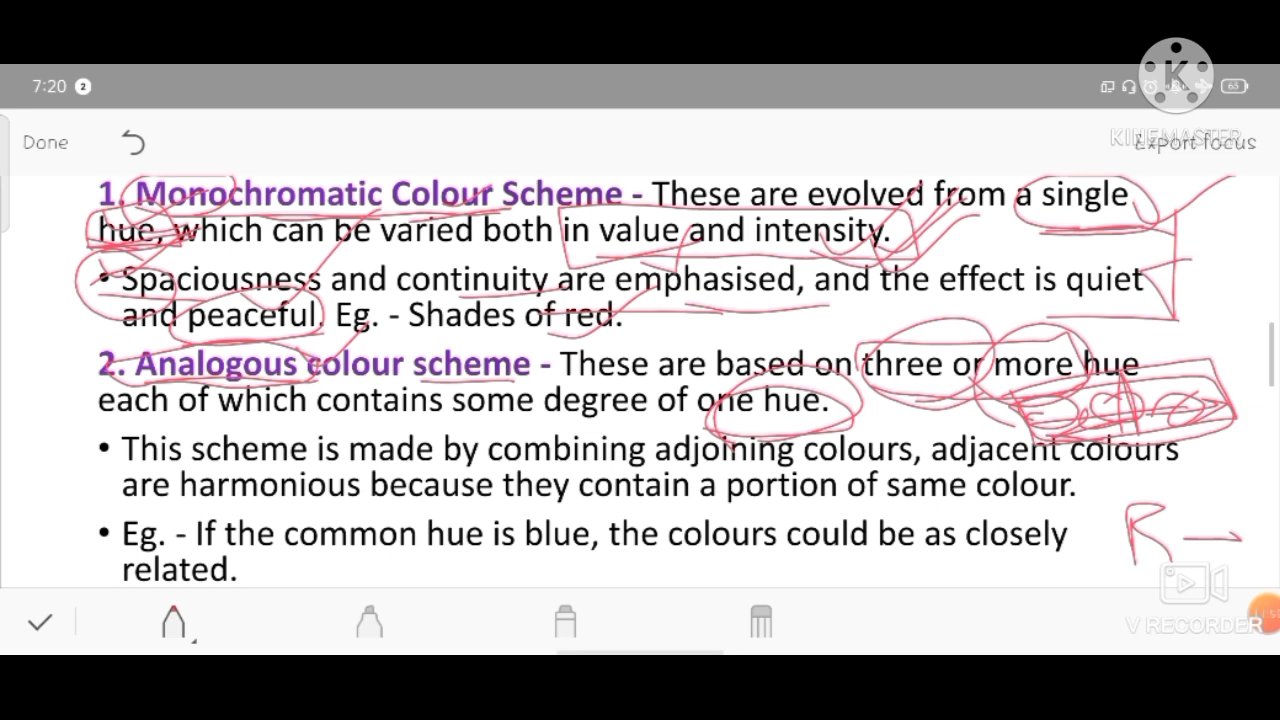 7:20 2 63
K
KINEMASTER
Done Export focus
1. Monochromatic Colour Scheme - These are evolved from a single
hue, which can be varied both in value and intensity.
• Spaciousness and continuity are emphasised, and the effect is quiet
and peaceful. Eg. - Shades of red.
2. Analogous colour scheme - These are based on three or more hue
each of which contains some degree of one hue.
• This scheme is made by combining adjoining colours, adjacent colours
are harmonious because they contain a portion of same colour.
• Eg. - If the common hue is blue, the colours could be as closely
related.
R →
V RECORDER